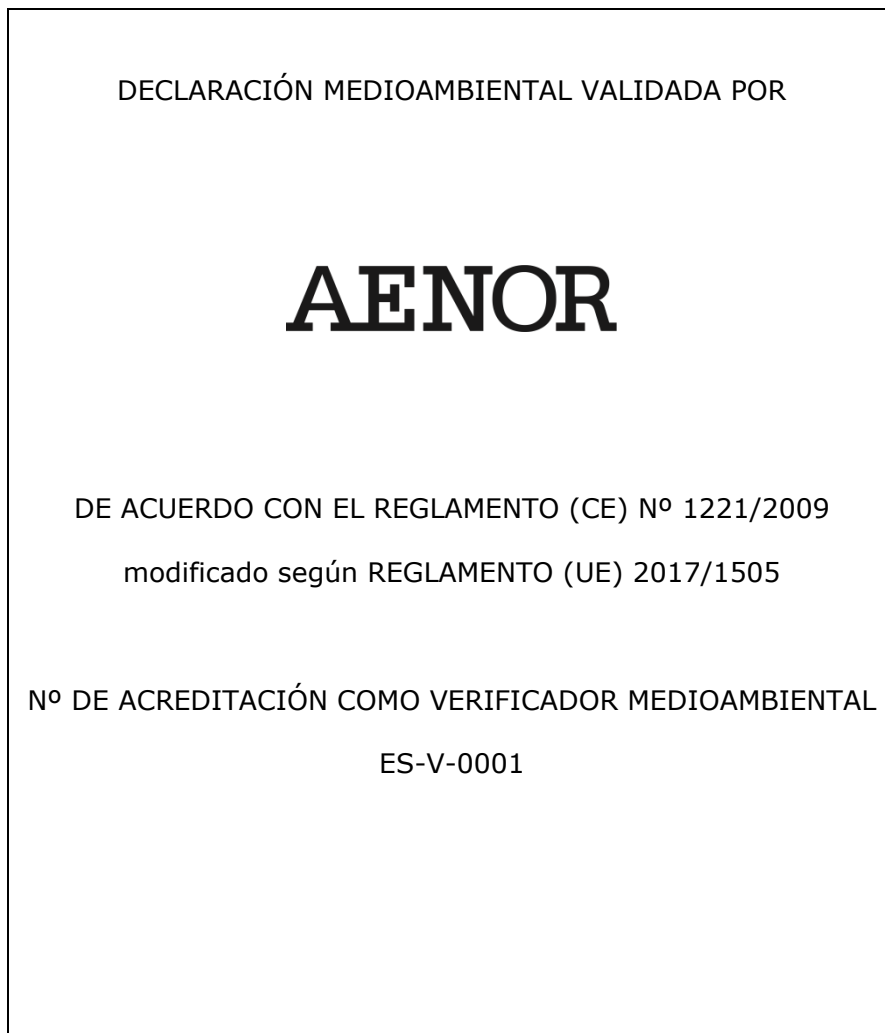 DECLARACIÓN MEDIOAMBIENTAL VALIDADA POR
AENOR
DE ACUERDO CON EL REGLAMENTO (CE) Nº 1221/2009
modificado según REGLAMENTO (UE) 2017/1505
Nº DE ACREDITACIÓN COMO VERIFICADOR MEDIOAMBIENTAL
ES-V-0001